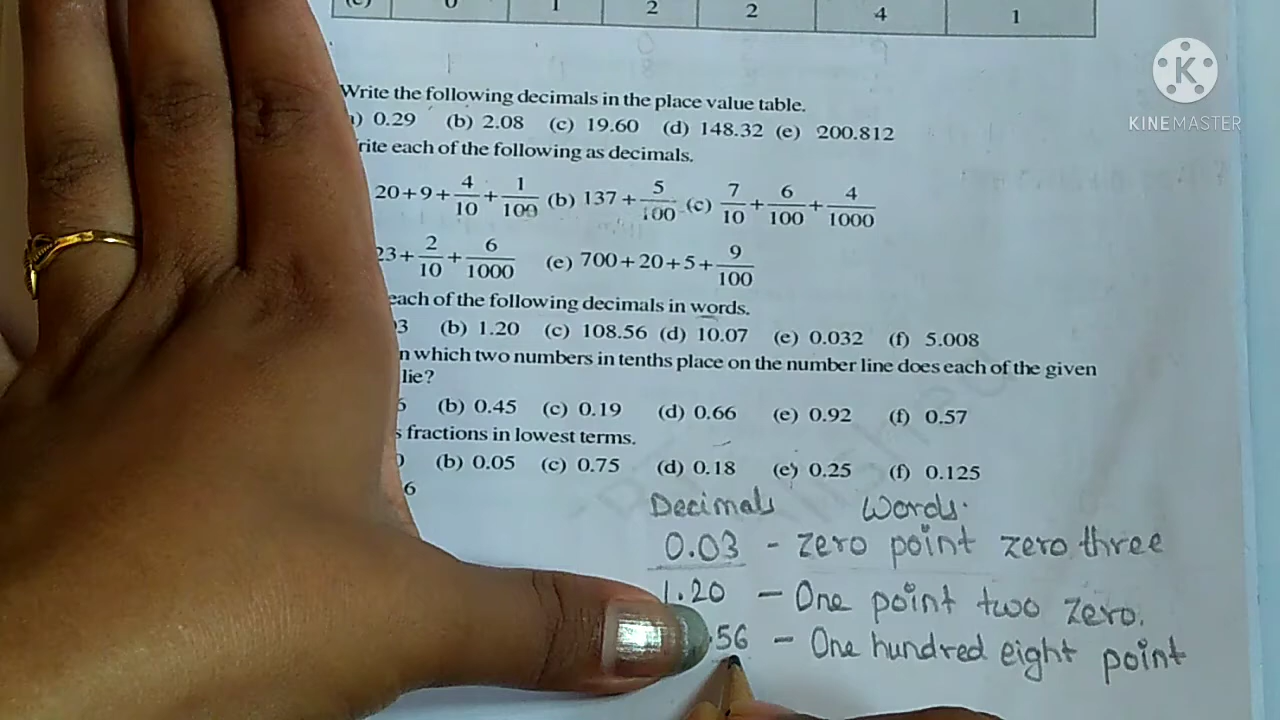 (e) 0 1 2 2 4 1
K
KINEMASTER
Write the following decimals in the place value table.
) 0.29 (b) 2.08 (c) 19.60 (d) 148.32 (e) 200.812
rite each of the following as decimals.
20+9+4/10+1/100 (b) 137+5/100 (c) 7/10+6/100+4/1000
23+2/10+6/1000 (e) 700+20+5+9/100
each of the following decimals in words.
03 (b) 1.20 (c) 108.56 (d) 10.07 (e) 0.032 (f) 5.008
n which two numbers in tenths place on the number line does each of the given
lie?
(b) 0.45 (c) 0.19 (d) 0.66 (e) 0.92 (f) 0.57
s fractions in lowest terms.
(b) 0.05 (c) 0.75 (d) 0.18 (e) 0.25 (f) 0.125
6
Decimals Words.
0.03 - zero point zero three
1.20 - One point two zero.
.56 - One hundred eight point